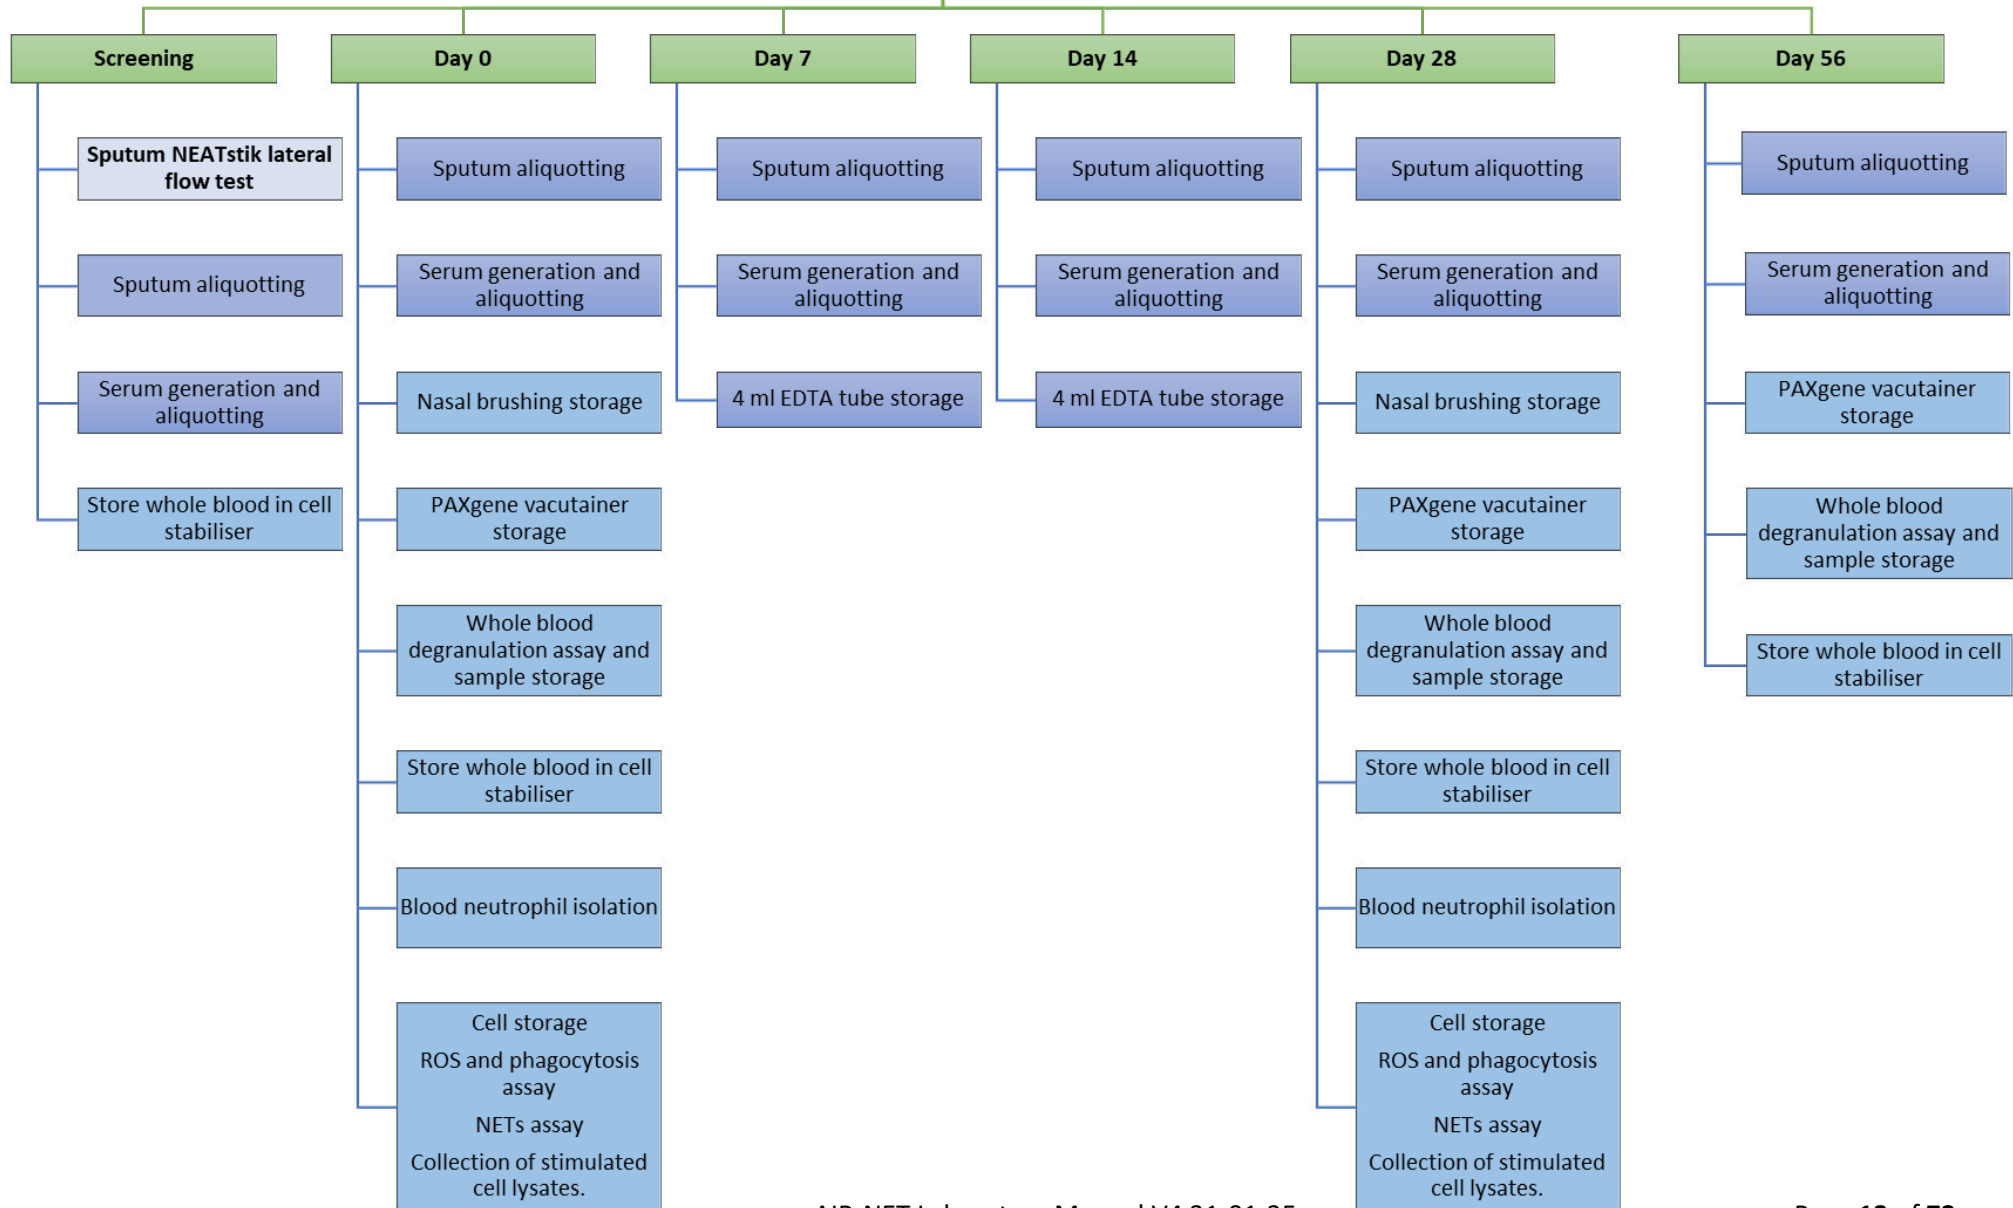 Screening
Sputum NEATstik lateral
flow test
Sputum aliquotting
Serum generation and
aliquotting
Store whole blood in cell
stabiliser
Day 0
Sputum aliquotting
Serum generation and
aliquotting
Nasal brushing storage
PAXgene vacutainer
storage
Whole blood
degranulation assay and
sample storage
Store whole blood in cell
stabiliser
Blood neutrophil isolation
Cell storage
ROS and phagocytosis
assay
NETs assay
Collection of stimulated
cell lysates.
Day 7
Sputum aliquotting
Serum generation and
aliquotting
4 ml EDTA tube storage
Day 14
Sputum aliquotting
Serum generation and
aliquotting
4 ml EDTA tube storage
Day 28
Sputum aliquotting
Serum generation and
aliquotting
Nasal brushing storage
PAXgene vacutainer
storage
Whole blood
degranulation assay and
sample storage
Store whole blood in cell
stabiliser
Blood neutrophil isolation
Cell storage
ROS and phagocytosis
assay
NETs assay
Collection of stimulated
cell lysates.
Day 56
Sputum aliquotting
Serum generation and
aliquotting
PAXgene vacutainer
storage
Whole blood
degranulation assay and
sample storage
Store whole blood in cell
stabiliser